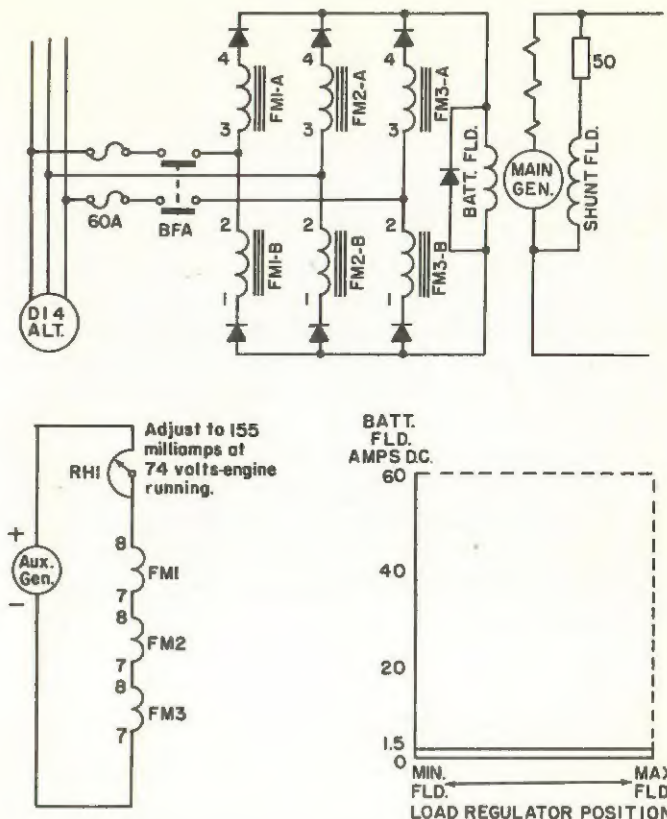 4 4 4
FM1-A
FM2-A
FM3-A
3 3 3
60A
BFA
2 2 2
FM1-B
FM2-B
FM3-B
1 1 1
D14
ALT.
BATT. FLD.
MAIN
GEN.
50
SHUNT FLD.
Adjust to 155
milliamps at
74 volts-engine
running.
RH1
+
Aux.
Gen.
-
8
FM1
7
8
FM2
7
8
FM3
7
BATT.
FLD.
AMPS D.C.
60
40
20
1.5
0
MIN.
FLD.
MAX
FLD
LOAD REGULATOR POSITION